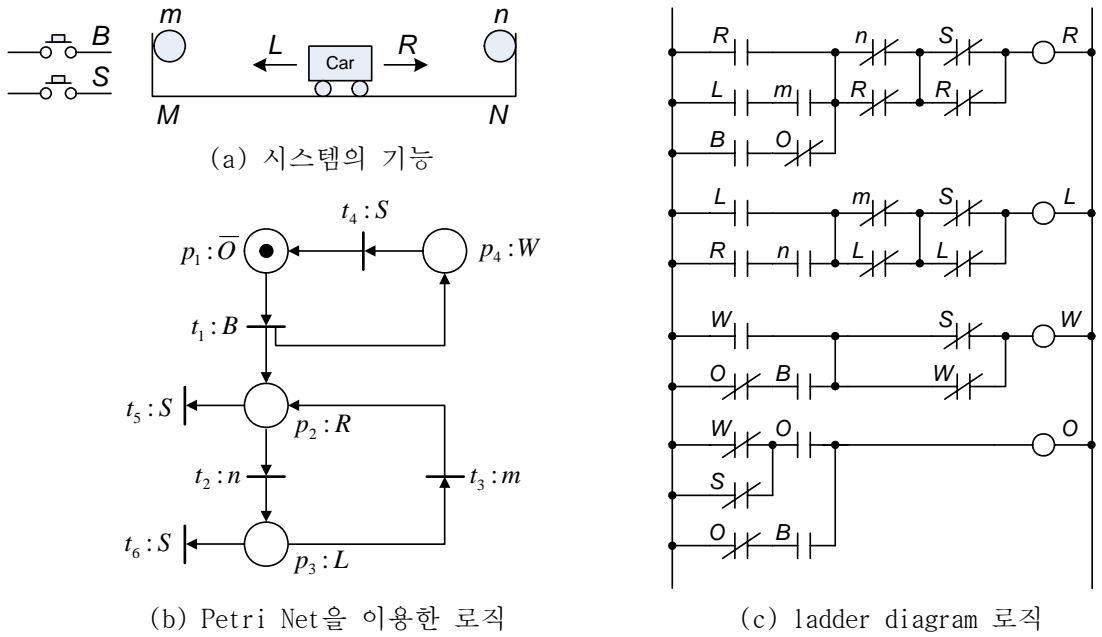 m
n
B
L
R
Car
S
M
N
(a) 시스템의 기능
t₄ : S
p₁ : O̅
p₄ : W
t₁ : B
t₅ : S
p₂ : R
t₂ : n
t₃ : m
t₆ : S
p₃ : L
(b) Petri Net을 이용한 로직
R n S R
L m R R
B O
L m S L
R n L L
W S W
O B W
W O O
S
O B
(c) ladder diagram 로직